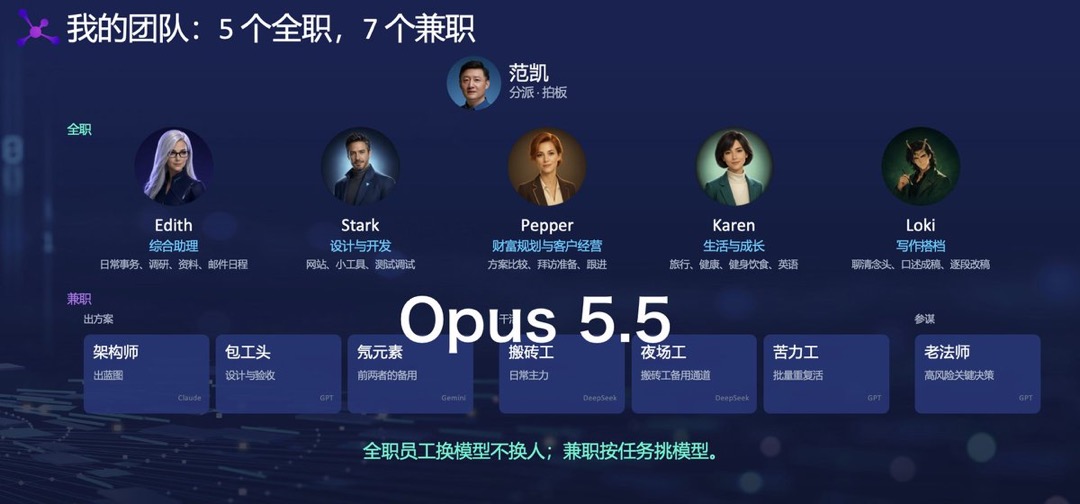 我的团队：5 个全职，7 个兼职
范凯
分派 · 拍板
全职
Edith
综合助理
日常事务、调研、资料、邮件日程
Stark
设计与开发
网站、小工具、测试调试
Pepper
财富规划与客户经营
方案比较、拜访准备、跟进
Karen
生活与成长
旅行、健康、健身饮食、英语
Loki
写作搭档
聊清念头、口述成稿、逐段改稿
Opus 5.5
兼职
出方案
架构师
出蓝图
Claude
包工头
设计与验收
GPT
氛元素
前两者的备用
Gemini
搬砖工
日常主力
DeepSeek
夜场工
搬砖工备用通道
DeepSeek
苦力工
批量重复活
GPT
参谋
老法师
高风险关键决策
GPT
全职员工换模型不换人；兼职按任务挑模型。